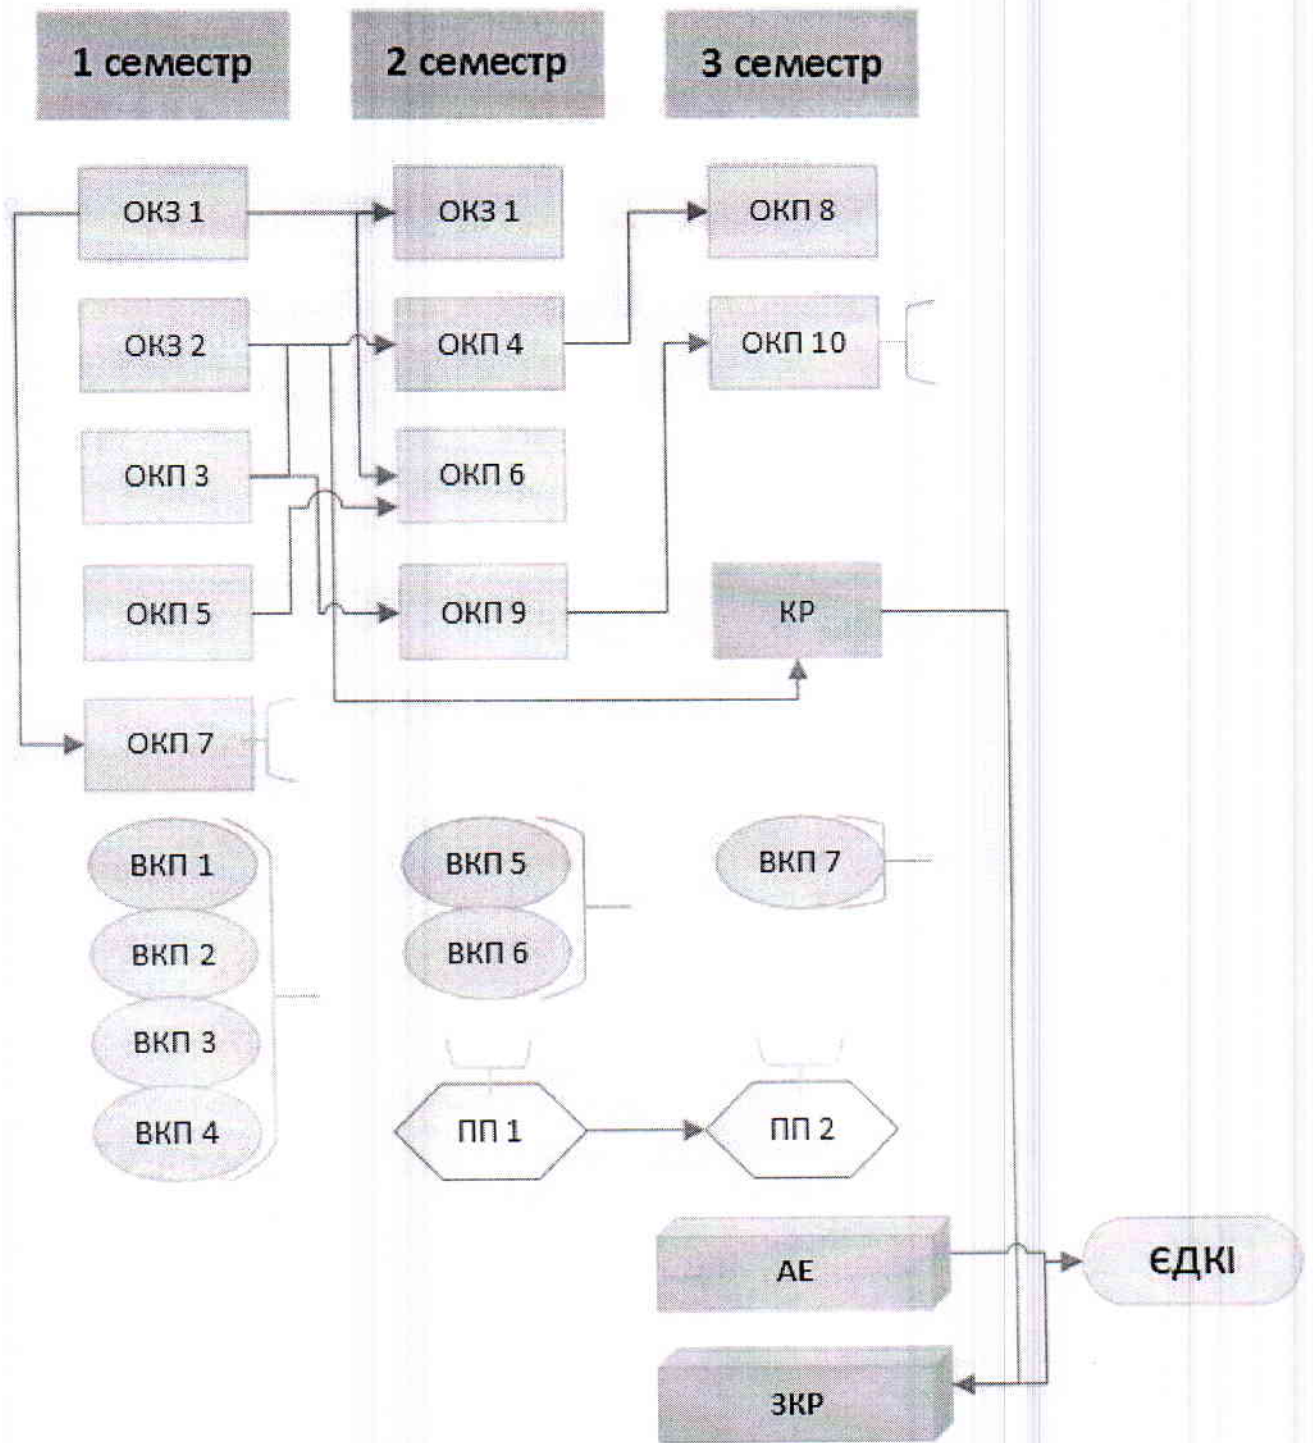 1 семестр 2 семестр 3 семестр
ОКЗ 1 ОКЗ 1 ОКП 8
ОКЗ 2 ОКП 4 ОКП 10
ОКП 3 ОКП 6
ОКП 5 ОКП 9 КР
ОКП 7
ВКП 1 ВКП 5 ВКП 7
ВКП 2 ВКП 6
ВКП 3
ВКП 4 ПП 1 ПП 2
АЕ ЄДКІ
ЗКР